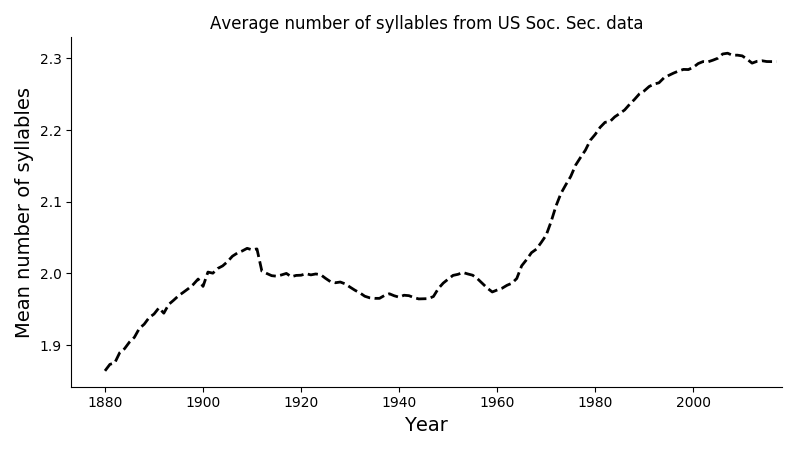 Average number of syllables from US Soc. Sec. data
Mean number of syllables
2.3
2.2
2.1
2.0
1.9
1880 1900 1920 1940 1960 1980 2000
Year